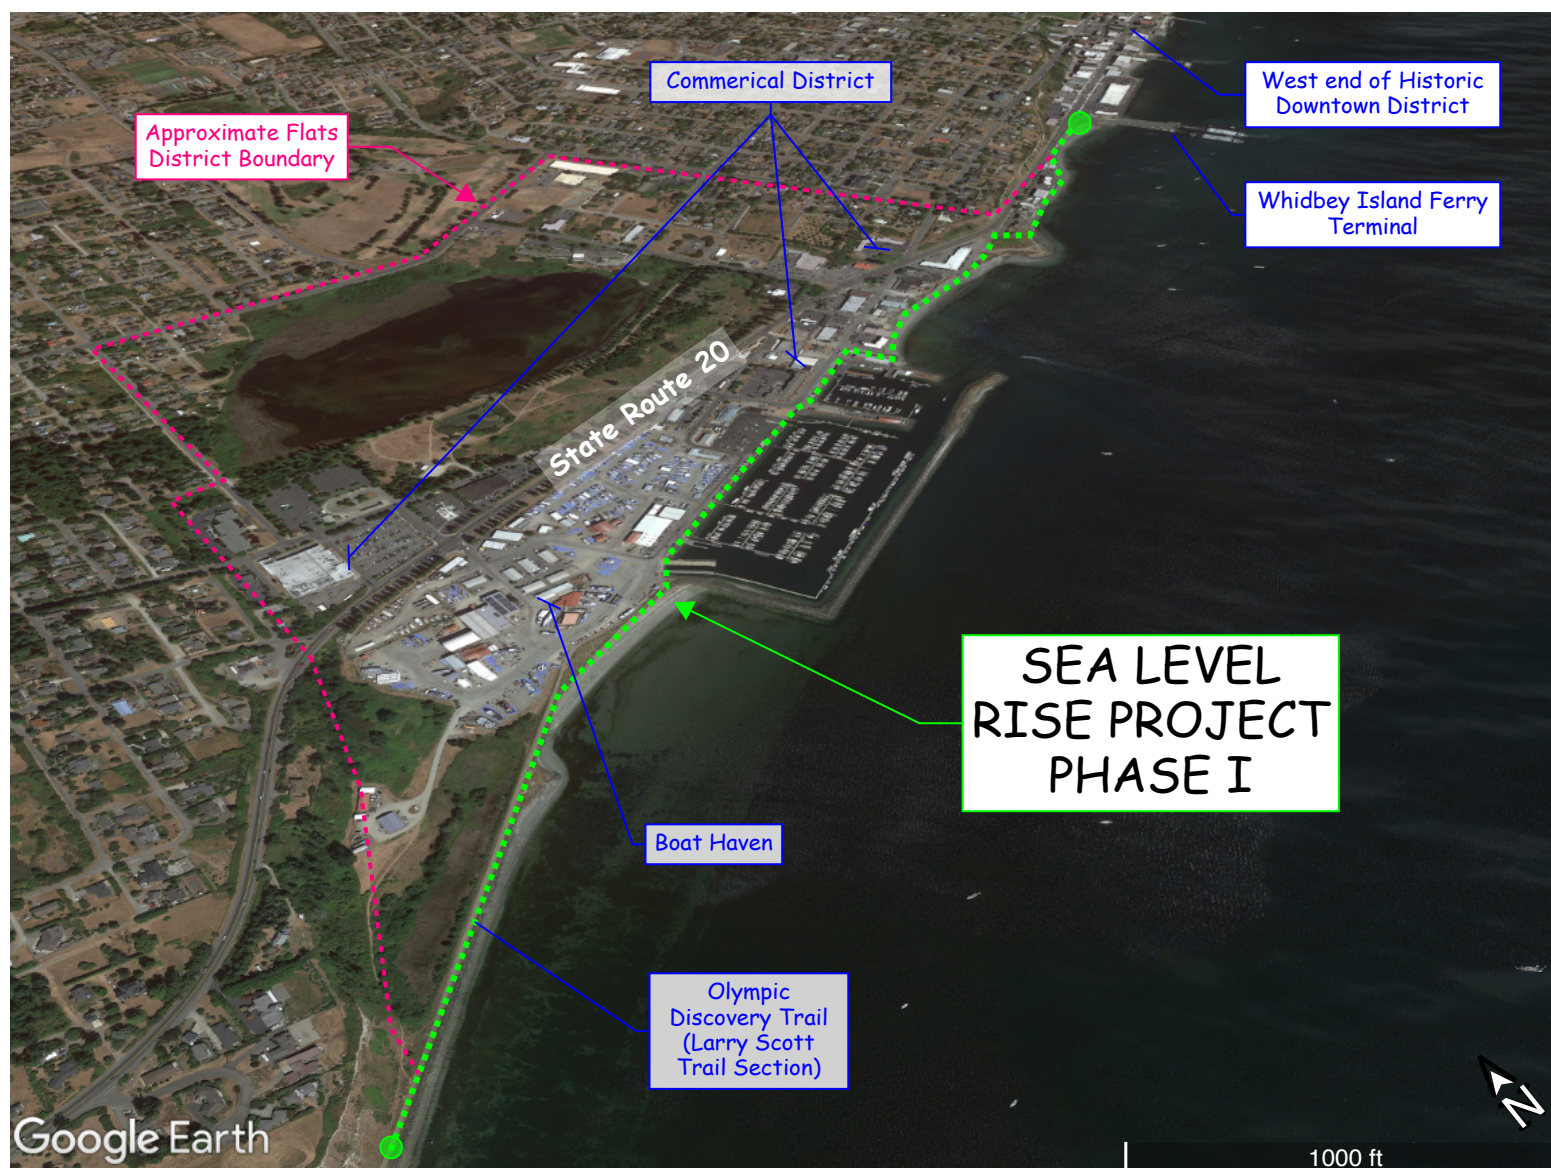 Commerical District
West end of Historic
Downtown District
Approximate Flats
District Boundary
Whidbey Island Ferry
Terminal
State Route 20
SEA LEVEL
RISE PROJECT
PHASE I
Boat Haven
Olympic
Discovery Trail
(Larry Scott
Trail Section)
N
Google Earth
1000 ft